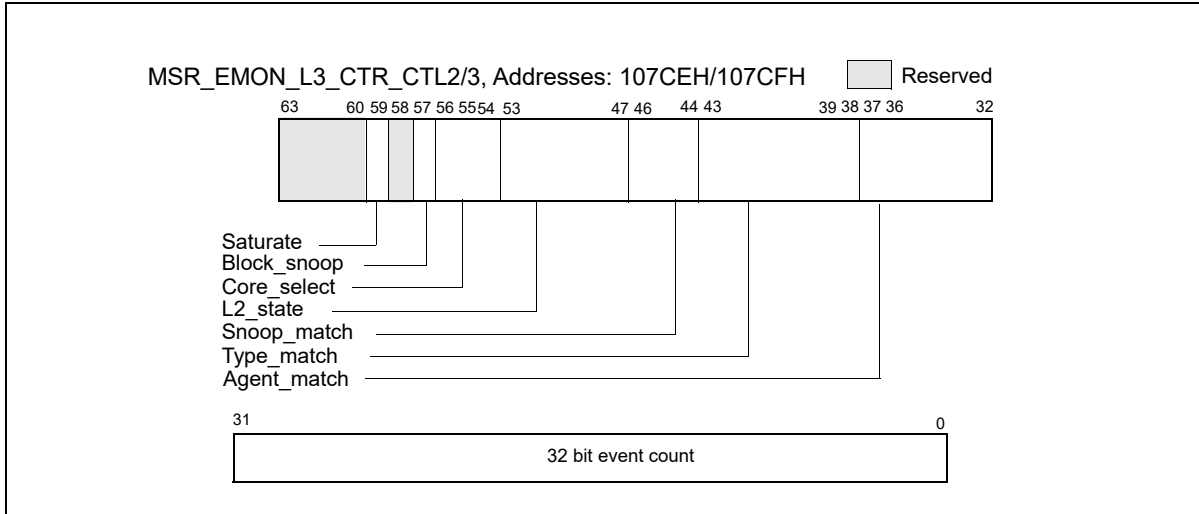 MSR_EMON_L3_CTR_CTL2/3, Addresses: 107CEH/107CFH Reserved
63 60 59 58 57 56 55 54 53 47 46 44 43 39 38 37 36 32
Saturate
Block_snoop
Core_select
L2_state
Snoop_match
Type_match
Agent_match
31 0
32 bit event count